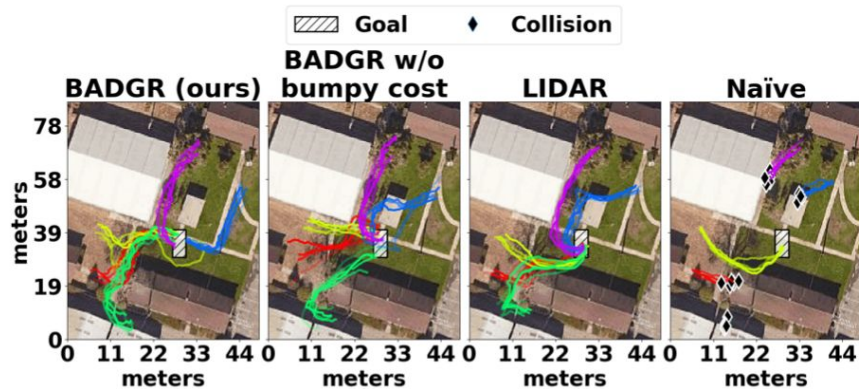 Goal Collision
BADGR (ours)
BADGR w/o
bumpy cost
LIDAR
Naïve
meters
78
58
39
19
0
0 11 22 33 44
meters
0 11 22 33 44
meters
0 11 22 33 44
meters
0 11 22 33 44
meters